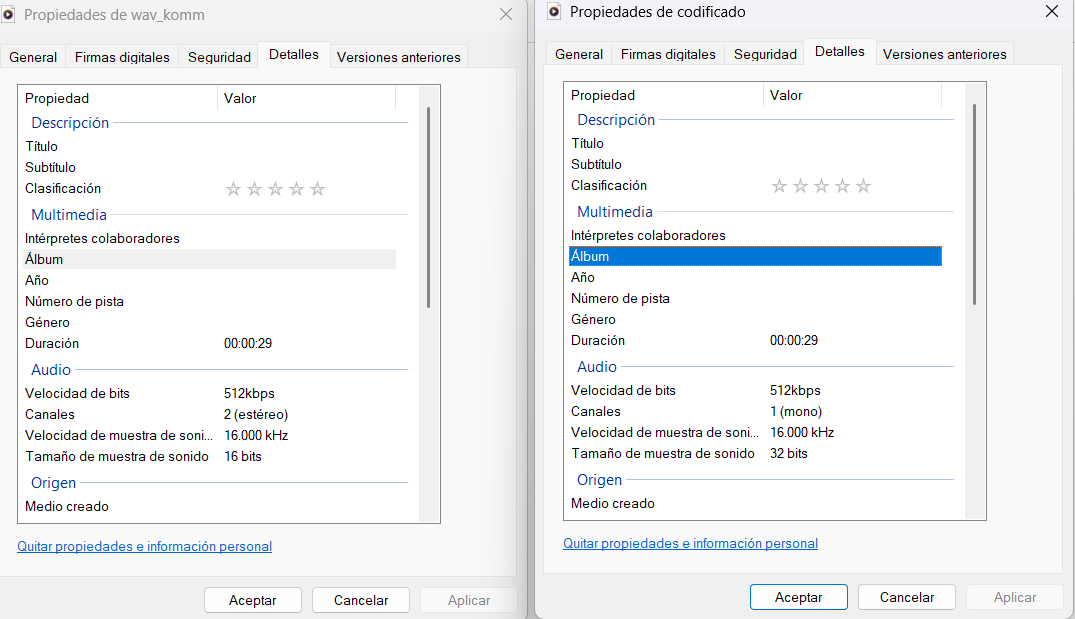 Propiedades de wav_komm
General Firmas digitales Seguridad Detalles Versiones anteriores
Propiedad Valor
Descripción
Título
Subtítulo
Clasificación
Multimedia
Intérpretes colaboradores
Álbum
Año
Número de pista
Género
Duración 00:00:29
Audio
Velocidad de bits 512kbps
Canales 2 (estéreo)
Velocidad de muestra de soni... 16.000 kHz
Tamaño de muestra de sonido 16 bits
Origen
Medio creado
Quitar propiedades e información personal
Aceptar Cancelar Aplicar
Propiedades de codificado
General Firmas digitales Seguridad Detalles Versiones anteriores
Propiedad Valor
Descripción
Título
Subtítulo
Clasificación
Multimedia
Intérpretes colaboradores
Álbum
Año
Número de pista
Género
Duración 00:00:29
Audio
Velocidad de bits 512kbps
Canales 1 (mono)
Velocidad de muestra de soni... 16.000 kHz
Tamaño de muestra de sonido 32 bits
Origen
Medio creado
Quitar propiedades e información personal
Aceptar Cancelar Aplicar